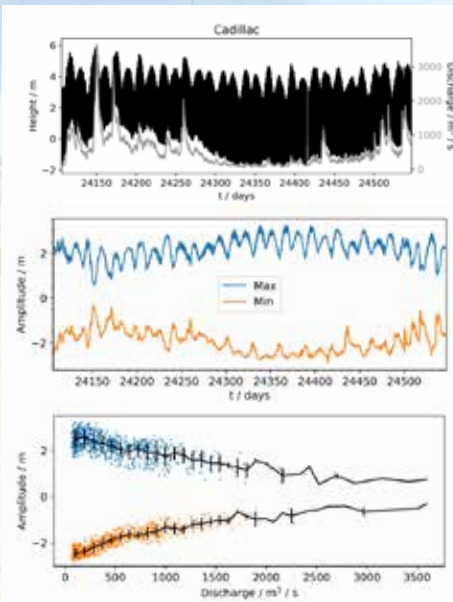 Cadillac
Height / m
6
4
2
0
−2
Discharge / m³ / s
3000
2000
1000
0
24150 24200 24250 24300 24350 24400 24450 24500
t / days
Amplitude / m
2
0
−2
Max
Min
24150 24200 24250 24300 24350 24400 24450 24500
t / days
Amplitude / m
2
0
−2
0 500 1000 1500 2000 2500 3000 3500
Discharge / m³ / s